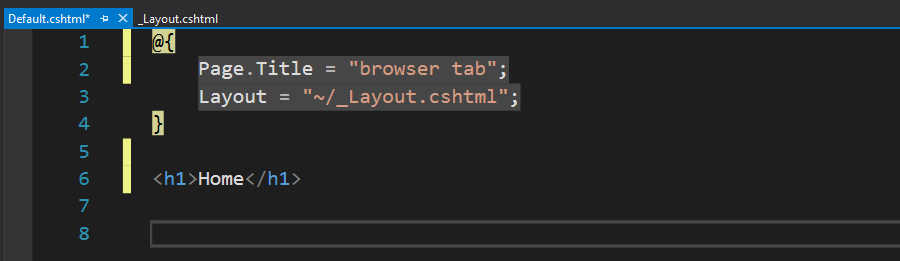 Default.cshtml* _Layout.cshtml
1 @{
2 Page.Title = "browser tab";
3 Layout = "~/_Layout.cshtml";
4 }
5
6 <h1>Home</h1>
7
8